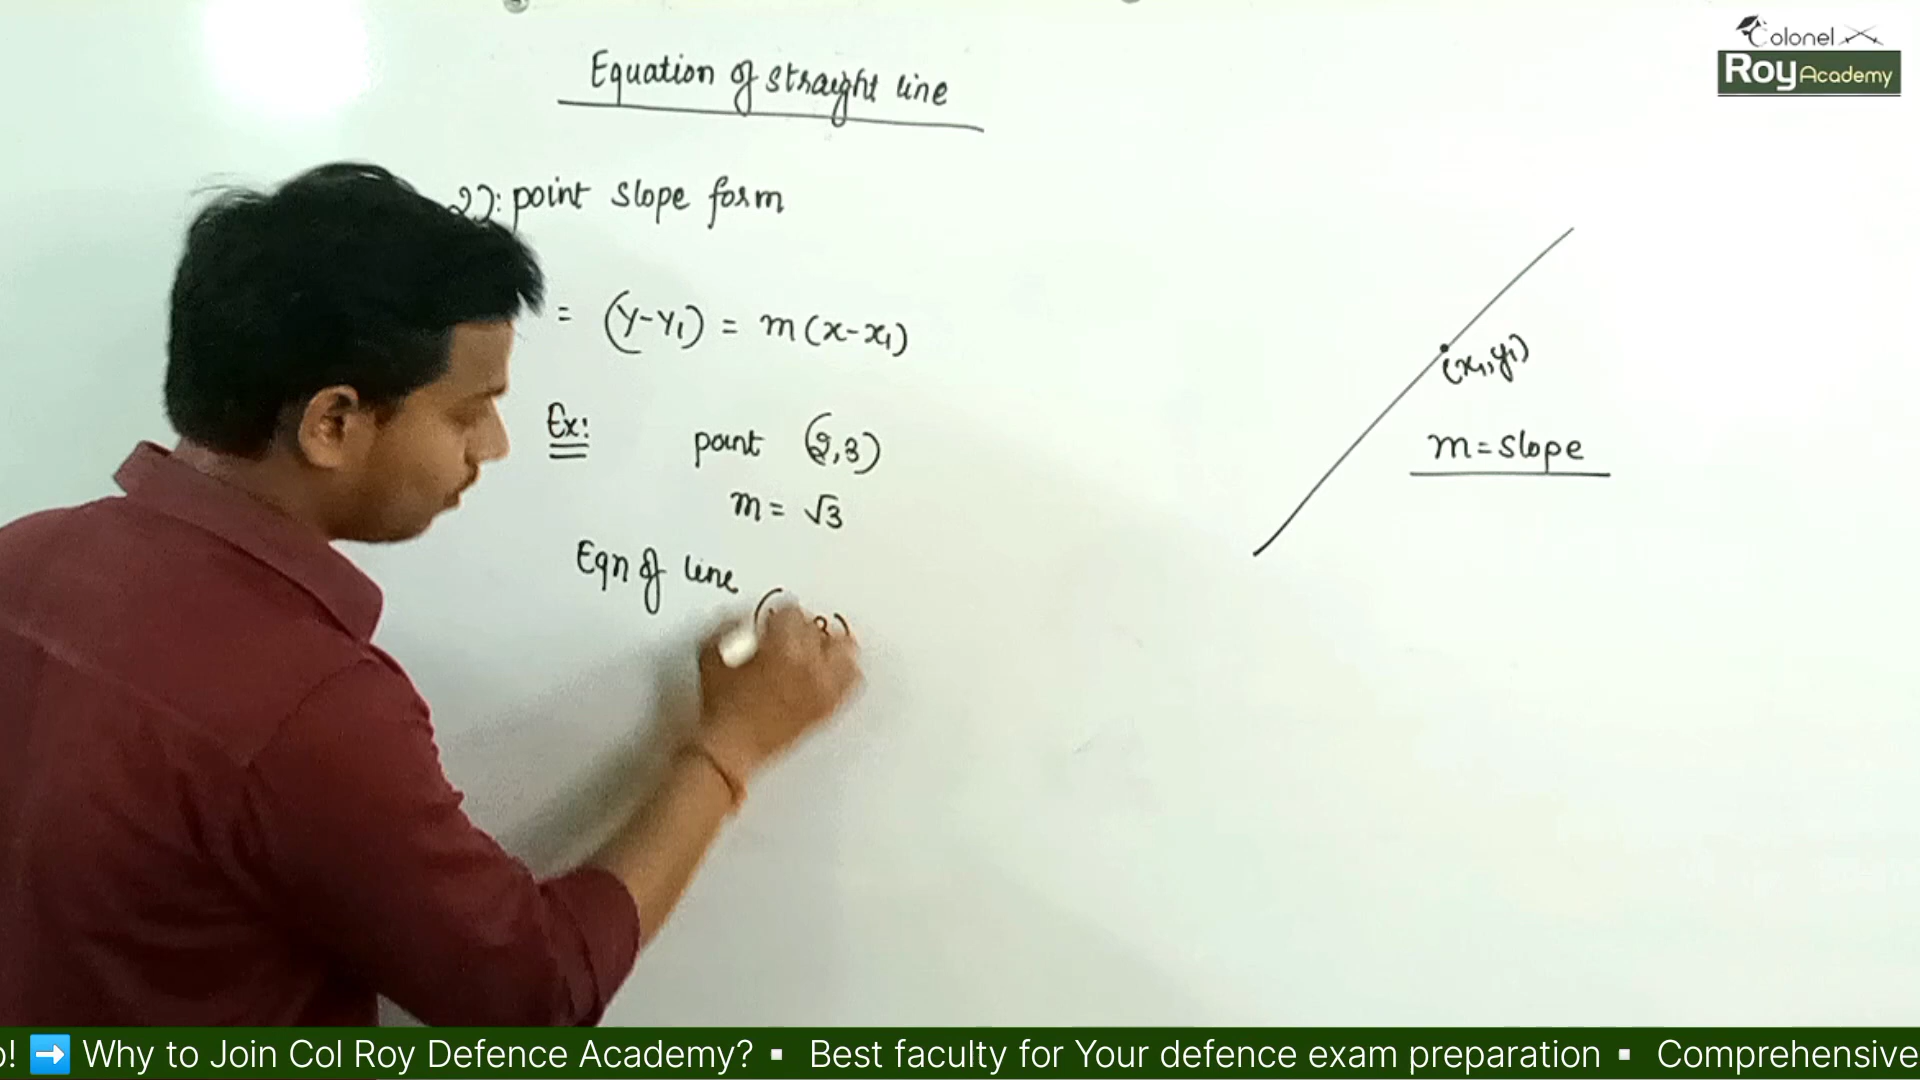 Colonel
Roy Academy
Equation of straight line
2): point slope form
= (y-y₁) = m(x-x₁)
(x₁,y₁)
Ex: point (2,3)
m = slope
m = √3
Eqn of line
3)
! ➡ Why to Join Col Roy Defence Academy? ▪ Best faculty for Your defence exam preparation ▪ Comprehensive